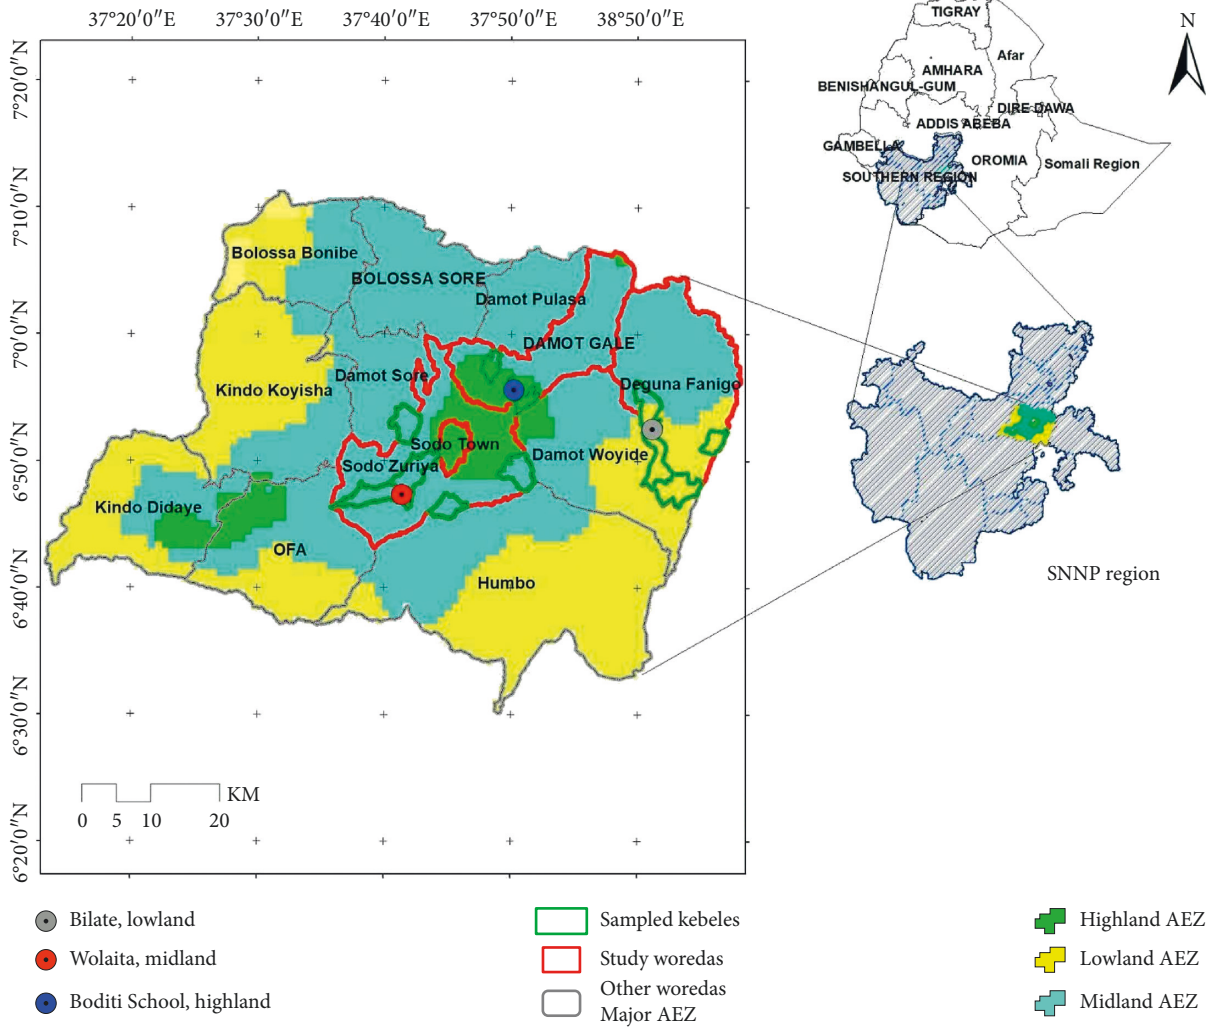 37°20′0″E 37°30′0″E 37°40′0″E 37°50′0″E 38°50′0″E
7°20′0″N
7°10′0″N
7°0′0″N
6°50′0″N
6°40′0″N
6°30′0″N
6°20′0″N
Bolossa Bonibe
BOLOSSA SORE
Damot Pulasa
DAMOT GALE
Damot Sore
Deguna Fanigo
Kindo Koyisha
Sodo Town
Damot Woyide
Sodo Zuriya
Kindo Didaye
OFA
Humbo
KM
0 5 10 20
TIGRAY
Afar
AMHARA
BENISHANGUL-GUM
DIRE DAWA
ADDIS ABEBA
GAMBELLA
OROMIA
Somali Region
SOUTHERN REGION
N
SNNP region
Bilate, lowland
Wolaita, midland
Boditi School, highland
Sampled kebeles
Study woredas
Other woredas
Major AEZ
Highland AEZ
Lowland AEZ
Midland AEZ